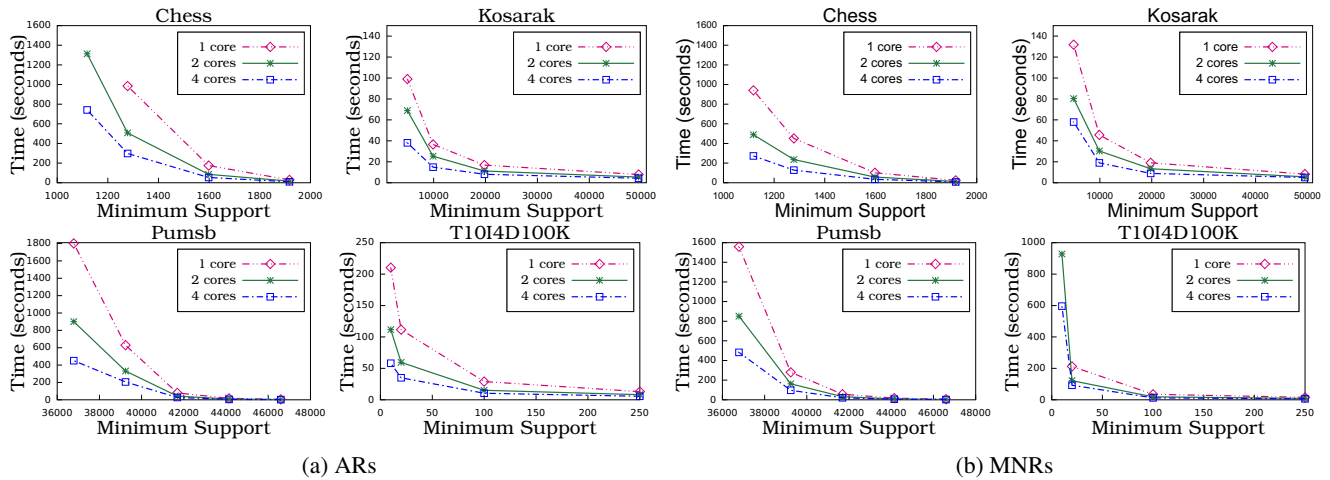 Chess
Time (seconds)
1600
1400
1200
1000
800
600
400
200
0
1 core
2 cores
4 cores
1000 1200 1400 1600 1800 2000
Minimum Support
Kosarak
Time (seconds)
140
120
100
80
60
40
20
0
1 core
2 cores
4 cores
10000 20000 30000 40000 50000
Minimum Support
Chess
Time (seconds)
1600
1400
1200
1000
800
600
400
200
0
1 core
2 cores
4 cores
1000 1200 1400 1600 1800 2000
Minimum Support
Kosarak
Time (seconds)
140
120
100
80
60
40
20
0
1 core
2 cores
4 cores
10000 20000 30000 40000 50000
Minimum Support
Pumsb
Time (seconds)
1800
1600
1400
1200
1000
800
600
400
200
0
1 core
2 cores
4 cores
36000 38000 40000 42000 44000 46000 48000
Minimum Support
T10I4D100K
Time (seconds)
250
200
150
100
50
0
1 core
2 cores
4 cores
0 50 100 150 200 250
Minimum Support
Pumsb
Time (seconds)
1600
1400
1200
1000
800
600
400
200
0
1 core
2 cores
4 cores
36000 38000 40000 42000 44000 46000 48000
Minimum Support
T10I4D100K
Time (seconds)
1000
800
600
400
200
0
1 core
2 cores
4 cores
0 50 100 150 200 250
Minimum Support
(a) ARs
(b) MNRs